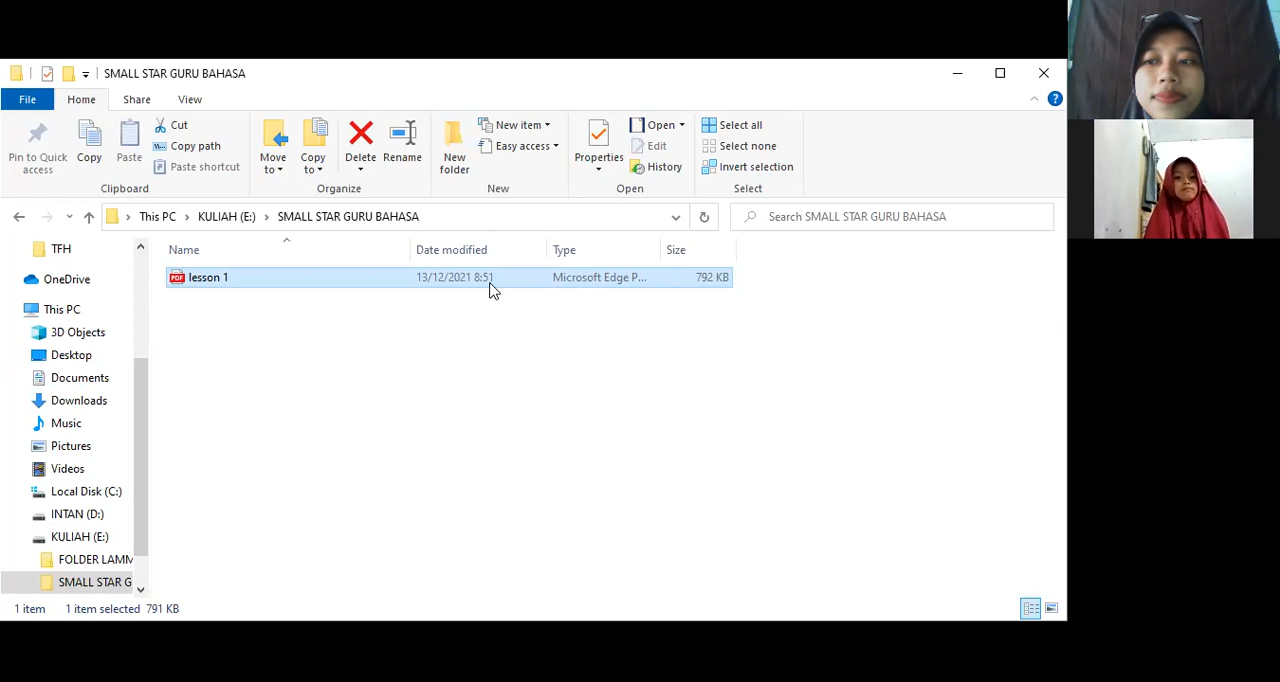 SMALL STAR GURU BAHASA
File Home Share View
Pin to Quick access
Copy
Paste
Cut
Copy path
Paste shortcut
Clipboard
Move to
Copy to
Delete
Rename
Organize
New folder
New item
Easy access
New
Properties
Open
Edit
History
Open
Select all
Select none
Invert selection
Select
This PC KULIAH (E:) SMALL STAR GURU BAHASA
Search SMALL STAR GURU BAHASA
Name Date modified Type Size
PDF lesson 1 13/12/2021 8:51 Microsoft Edge P... 792 KB
TFH
OneDrive
This PC
3D Objects
Desktop
Documents
Downloads
Music
Pictures
Videos
Local Disk (C:)
INTAN (D:)
KULIAH (E:)
FOLDER LAMM
SMALL STAR G
1 item 1 item selected 791 KB